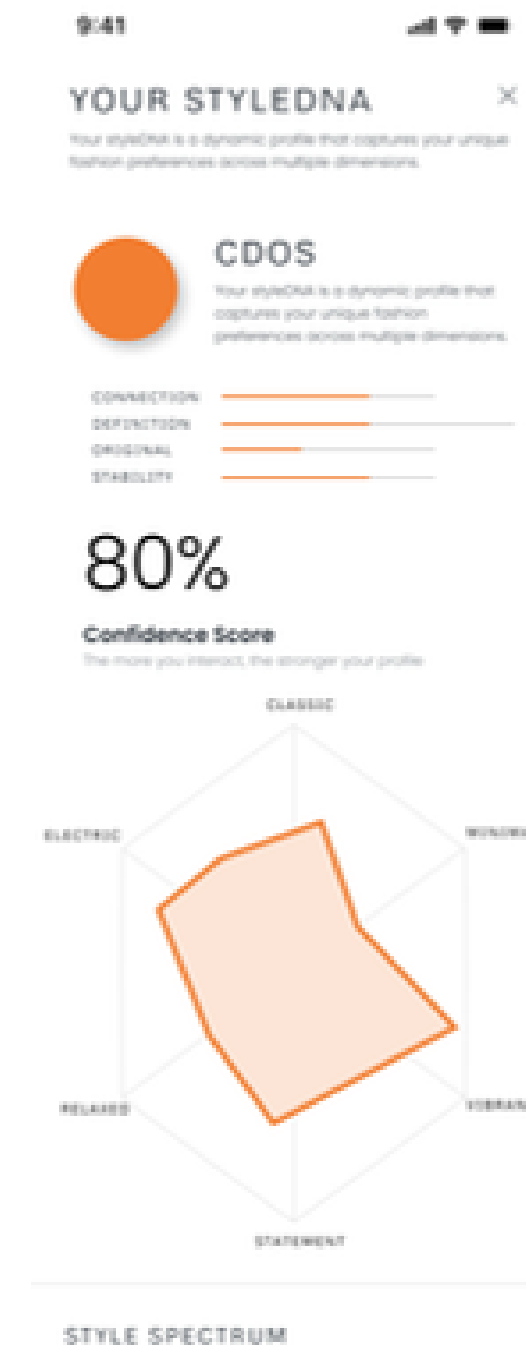 9:41
YOUR STYLEDNA
Your styleDNA is a dynamic profile that captures your unique
fashion preferences across multiple dimensions.
CDOS
Your styleDNA is a dynamic profile that
captures your unique fashion
preferences across multiple dimensions.
CONNECTION
DEFINITION
ORIGINAL
STABILITY
80%
Confidence Score
The more you interact, the stronger your profile
CLASSIC
ELECTRIC
MINIM
RELAXED
VIBRAN
STATEMENT
STYLE SPECTRUM